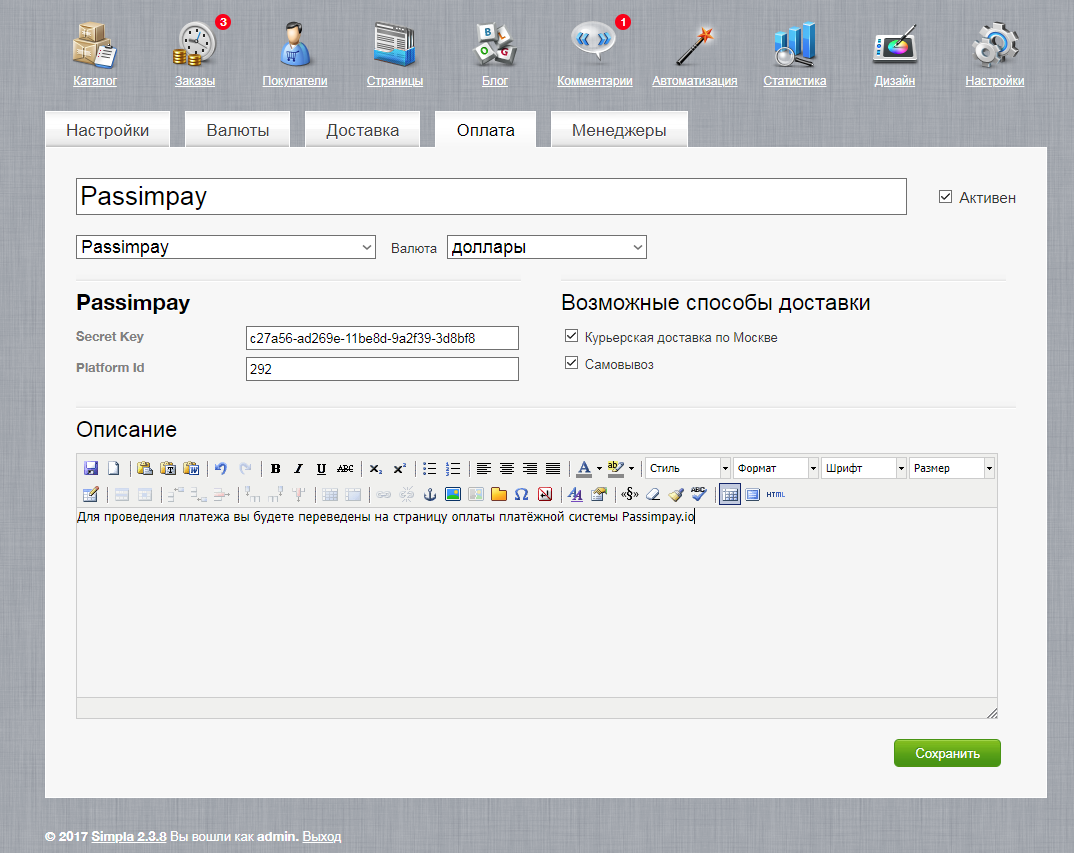 3
1
Каталог Заказы Покупатели Страницы Блог Комментарии Автоматизация Статистика Дизайн Настройки
Настройки Валюты Доставка Оплата Менеджеры
Passimpay Активен
Passimpay Валюта доллары
Passimpay
Secret Key c27a56-ad269e-11be8d-9a2f39-3d8bf8
Platform Id 292
Возможные способы доставки
Курьерская доставка по Москве
Самовывоз
Описание
B I U ABC Стиль Формат Шрифт Размер
HTML
Для проведения платежа вы будете переведены на страницу оплаты платёжной системы Passimpay.io
Сохранить
© 2017 Simpla 2.3.8 Вы вошли как admin. Выход